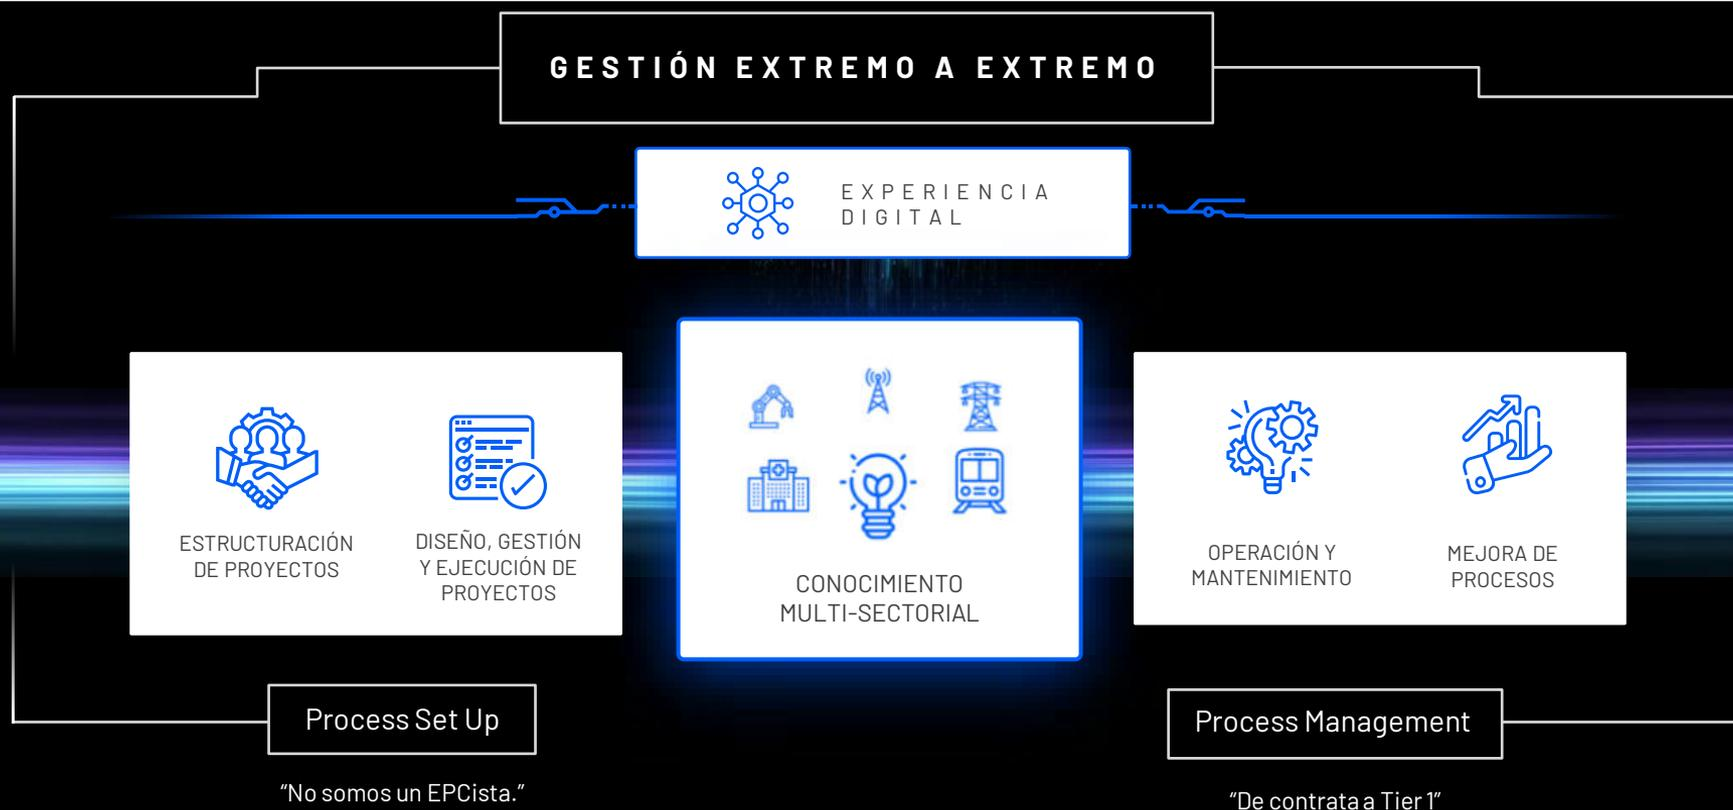 GESTIÓN EXTREMO A EXTREMO
EXPERIENCIA
DIGITAL
ESTRUCTURACIÓN
DE PROYECTOS
DISEÑO, GESTIÓN
Y EJECUCIÓN DE
PROYECTOS
CONOCIMIENTO
MULTI-SECTORIAL
OPERACIÓN Y
MANTENIMIENTO
MEJORA DE
PROCESOS
Process Set Up
“No somos un EPCista.”
Process Management
“De contrata a Tier 1”